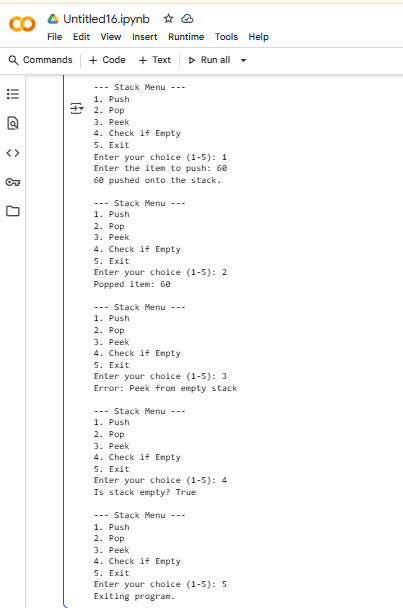 Untitled16.ipynb
File Edit View Insert Runtime Tools Help
Commands + Code + Text Run all
--- Stack Menu ---
1. Push
2. Pop
3. Peek
4. Check if Empty
5. Exit
Enter your choice (1-5): 1
Enter the item to push: 60
60 pushed onto the stack.
--- Stack Menu ---
1. Push
2. Pop
3. Peek
4. Check if Empty
5. Exit
Enter your choice (1-5): 2
Popped item: 60
--- Stack Menu ---
1. Push
2. Pop
3. Peek
4. Check if Empty
5. Exit
Enter your choice (1-5): 3
Error: Peek from empty stack
--- Stack Menu ---
1. Push
2. Pop
3. Peek
4. Check if Empty
5. Exit
Enter your choice (1-5): 4
Is stack empty? True
--- Stack Menu ---
1. Push
2. Pop
3. Peek
4. Check if Empty
5. Exit
Enter your choice (1-5): 5
Exiting program.